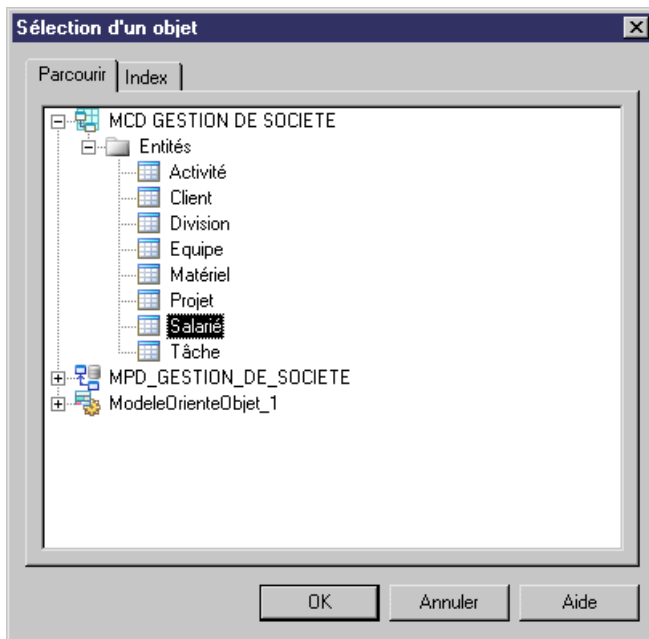 Sélection d'un objet
Parcourir Index
MCD GESTION DE SOCIETE
Entités
Activité
Client
Division
Equipe
Matériel
Projet
Salarié
Tâche
MPD_GESTION_DE_SOCIETE
ModeleOrienteObjet_1
OK Annuler Aide